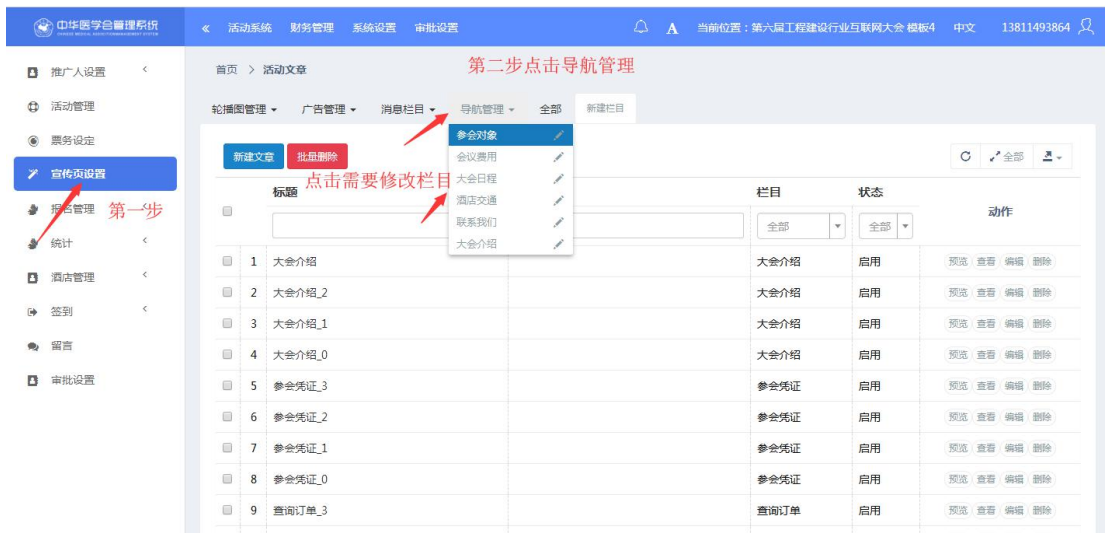 中华医学会管理系统
« 活动系统 财务管理 系统设置 审批设置 A 当前位置：第六届工程建设行业互联网大会 模板4 中文 13811493864
推广人设置
活动管理
票务设定
宣传页设置
报名管理
统计
酒店管理
签到
留言
审批设置
第一步
首页 > 活动文章
第二步点击导航管理
轮播图管理 广告管理 消息栏目 导航管理 全部 新建栏目
参会对象
会议费用
大会日程
酒店交通
联系我们
大会介绍
新建文章 批量删除 全部
点击需要修改栏目
标题 栏目 状态 动作
全部 全部
1 大会介绍 大会介绍 启用 预览 查看 编辑 删除
2 大会介绍_2 大会介绍 启用 预览 查看 编辑 删除
3 大会介绍_1 大会介绍 启用 预览 查看 编辑 删除
4 大会介绍_0 大会介绍 启用 预览 查看 编辑 删除
5 参会凭证_3 参会凭证 启用 预览 查看 编辑 删除
6 参会凭证_2 参会凭证 启用 预览 查看 编辑 删除
7 参会凭证_1 参会凭证 启用 预览 查看 编辑 删除
8 参会凭证_0 参会凭证 启用 预览 查看 编辑 删除
9 查询订单_3 查询订单 启用 预览 查看 编辑 删除